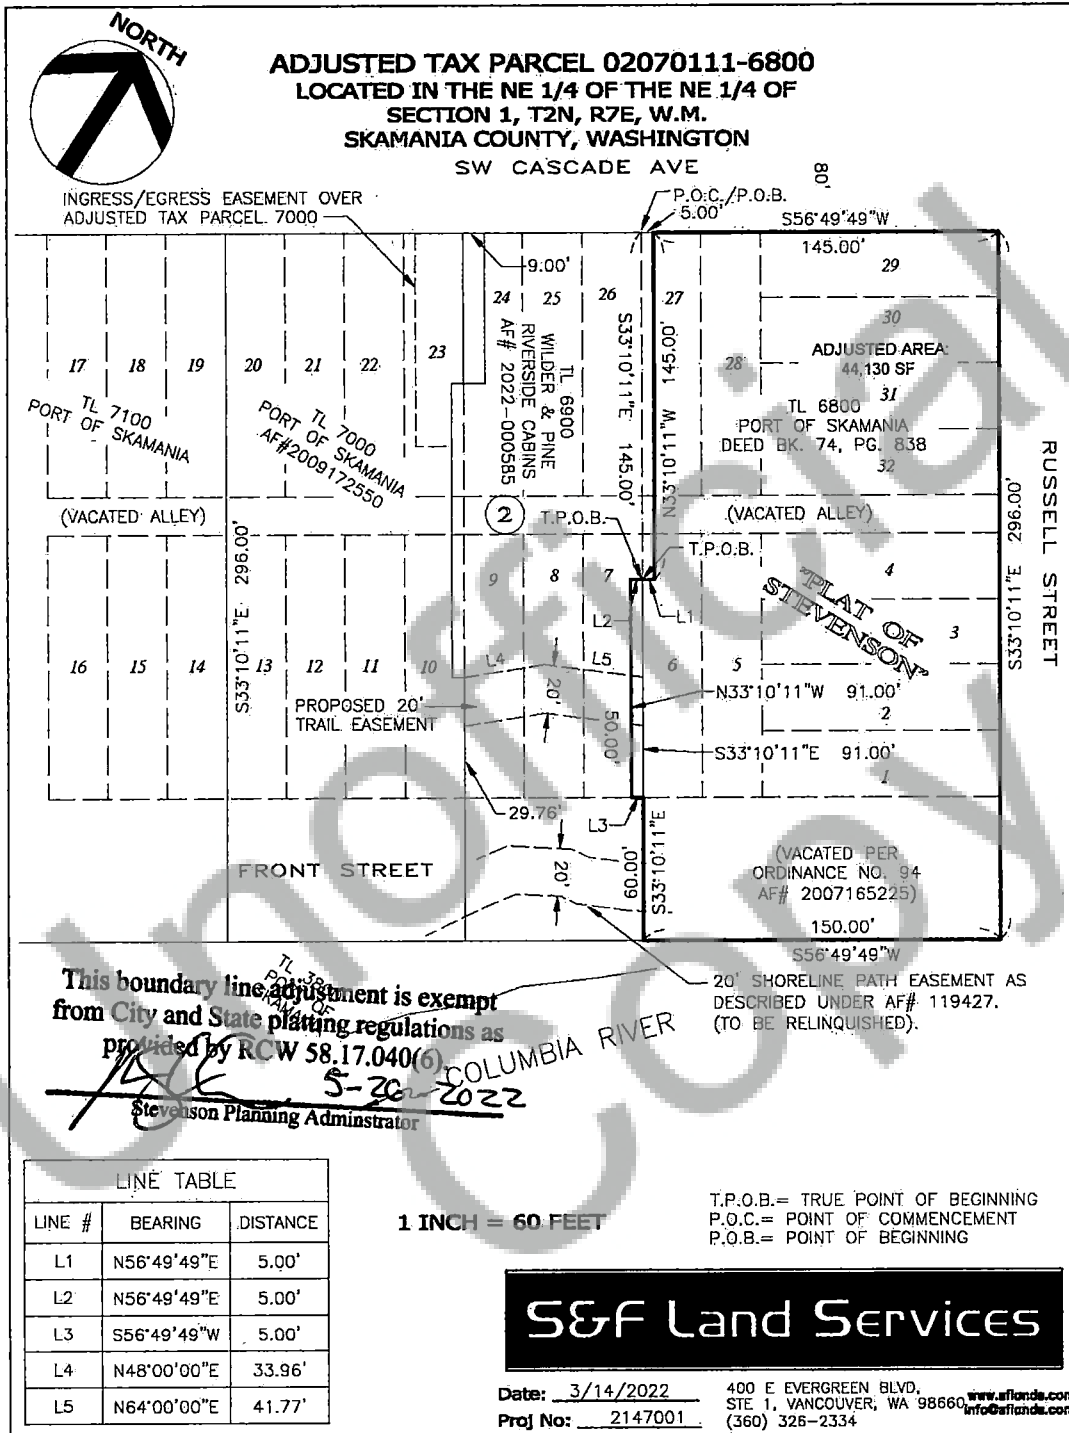 NORTH
ADJUSTED TAX PARCEL 02070111-6800
LOCATED IN THE NE 1/4 OF THE NE 1/4 OF
SECTION 1, T2N, R7E, W.M.
SKAMANIA COUNTY, WASHINGTON
SW CASCADE AVE
80'
INGRESS/EGRESS EASEMENT OVER
ADJUSTED TAX PARCEL 7000
P.O.C./P.O.B.
5.00'
S56°49'49"W
145.00'
9.00'
17
18
19
20
21
22
23
24
25
26
27
28
29
30
31
32
TL 7100
PORT OF SKAMANIA
TL 7000
PORT OF SKAMANIA
AF#2009172550
TL 6900
WILDER & PINE
RIVERSIDE CABINS
AF# 2022-000585
S33°10'11"E 145.00'
N33°10'11"W 145.00'
ADJUSTED AREA:
44,130 SF
TL 6800
PORT OF SKAMANIA
DEED BK. 74, PG. 838
RUSSELL STREET
S33°10'11"E 296.00'
(VACATED ALLEY)
2
T.P.O.B.
(VACATED ALLEY)
T.P.O.B.
S33°10'11"E 296.00'
16
15
14
13
12
11
10
9
8
7
6
5
4
3
2
1
"PLAT OF
STEVENSON"
L2
L1
L4
L5
PROPOSED 20'
TRAIL EASEMENT
20'
50.00'
N33°10'11"W 91.00'
S33°10'11"E 91.00'
29.76'
L3
FRONT STREET
20'
60.00'
S33°10'11"E
(VACATED PER
ORDINANCE NO. 94
AF# 2007165225)
150.00'
S56°49'49"W
20' SHORELINE PATH EASEMENT AS
DESCRIBED UNDER AF# 119427.
(TO BE RELINQUISHED).
COLUMBIA RIVER
This boundary line adjustment is exempt
from City and State platting regulations as
provided by RCW 58.17.040(6).
5-26-2022
Stevenson Planning Adminstrator
LINE TABLE
LINE # BEARING DISTANCE
L1 N56°49'49"E 5.00'
L2 N56°49'49"E 5.00'
L3 S56°49'49"W 5.00'
L4 N48°00'00"E 33.96'
L5 N64°00'00"E 41.77'
1 INCH = 60 FEET
T.P.O.B.= TRUE POINT OF BEGINNING
P.O.C.= POINT OF COMMENCEMENT
P.O.B.= POINT OF BEGINNING
S&F Land Services
Date: 3/14/2022
Proj No: 2147001
400 E EVERGREEN BLVD,
STE 1, VANCOUVER, WA 98660
(360) 326-2334
www.sflands.com
info@sflands.com
Unofficial
Copy